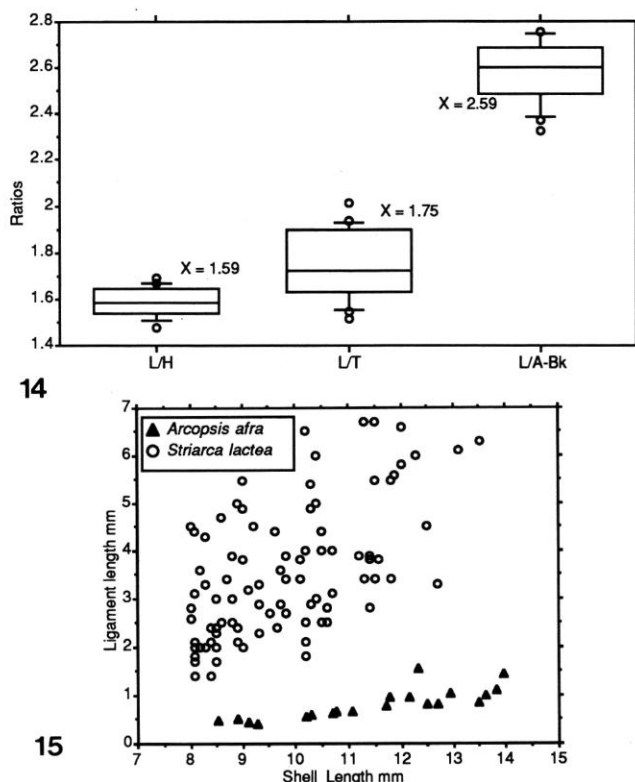 2.8
2.6
2.4
2.2
2
1.8
1.6
1.4
Ratios
X = 1.59
X = 1.75
X = 2.59
L/H
L/T
L/A-Bk
14
7
6
5
4
3
2
1
0
Ligament length mm
Arcopsis afra
Striarca lactea
7 8 9 10 11 12 13 14 15
Shell Length mm
15